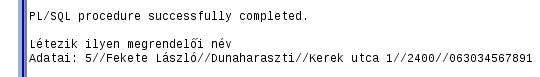 PL/SQL procedure successfully completed.
Létezik ilyen megrendelői név
Adatai: 5//Fekete László//Dunaharaszti//Kerek utca 1//2400//063034567891